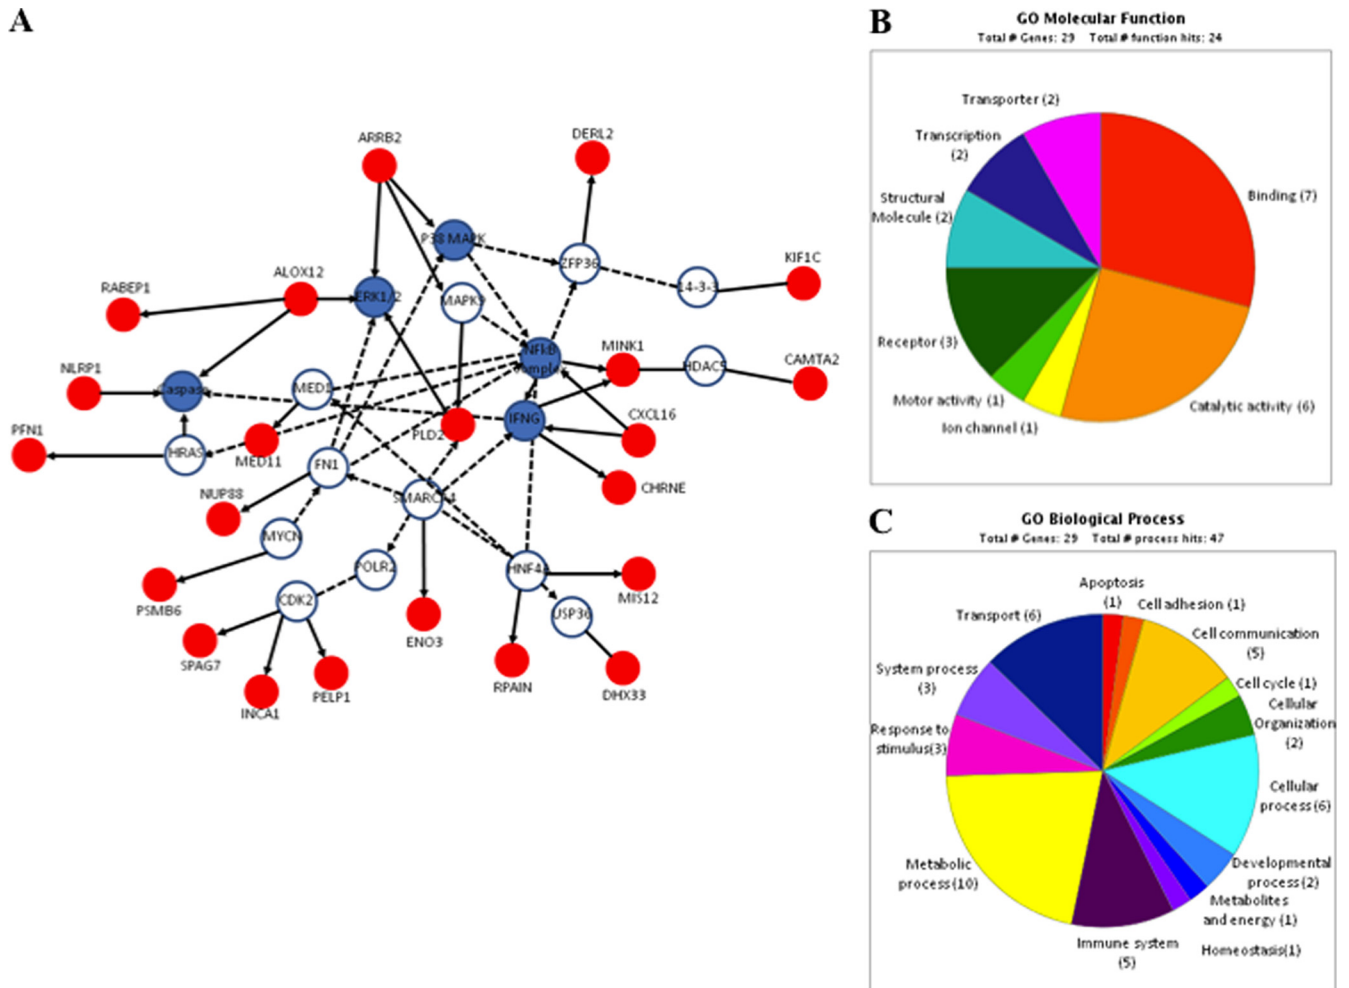 A
ARRB2
DERL2
P38 MAPK
ZFP36
KIF1C
14-3-3
ALOX12
RABEP1
ERK1/2
MAPK9
NFkB
complex
MINK1
HDAC5
CAMTA2
NLRP1
Caspase
MED1
IFNG
CXCL16
PLD2
PFN1
HRAS
MED11
FN1
CHRNE
NUP88
MYCN
POLR2
HNF4
MIS12
PSMB6
CDK2
USP36
ENO3
SPAG7
PELP1
RPAIN
DHX33
INCA1
B
GO Molecular Function
Total # Genes: 29 Total # function hits: 24
Transporter (2)
Transcription
(2)
Structural
Molecule (2)
Binding (7)
Receptor (3)
Motor activity (1)
Ion channel (1)
Catalytic activity (6)
C
GO Biological Process
Total # Genes: 29 Total # process hits: 47
Apoptosis
(1)
Cell adhesion (1)
Transport (6)
Cell communication
(5)
System process
(3)
Cell cycle (1)
Cellular
Organization
(2)
Response to
stimulus(3)
Cellular
process(6)
Metabolic
process(10)
Developmental
process(2)
Metabolites
and energy (1)
Immune system
(5)
Homeostasis(1)